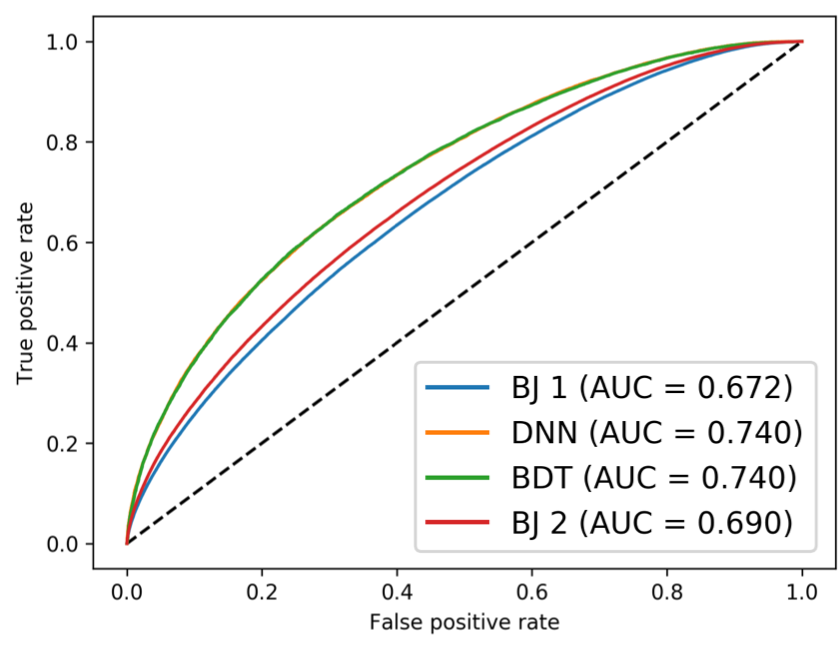 1.0
0.8
0.6
0.4
0.2
0.0
True positive rate
BJ 1 (AUC = 0.672)
DNN (AUC = 0.740)
BDT (AUC = 0.740)
BJ 2 (AUC = 0.690)
0.0 0.2 0.4 0.6 0.8 1.0
False positive rate